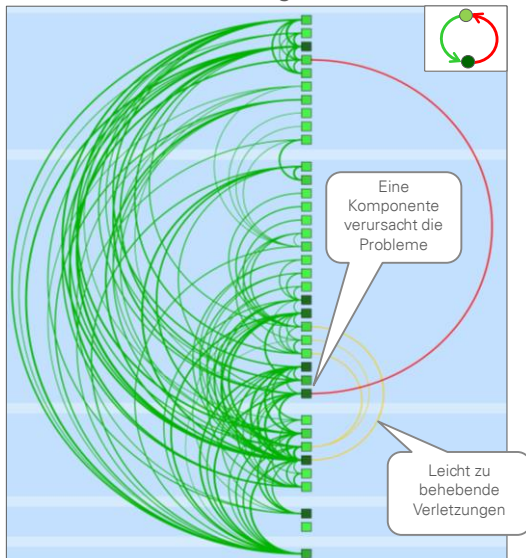 Eine
Komponente
verursacht die
Probleme
Leicht zu
behebende
Verletzungen